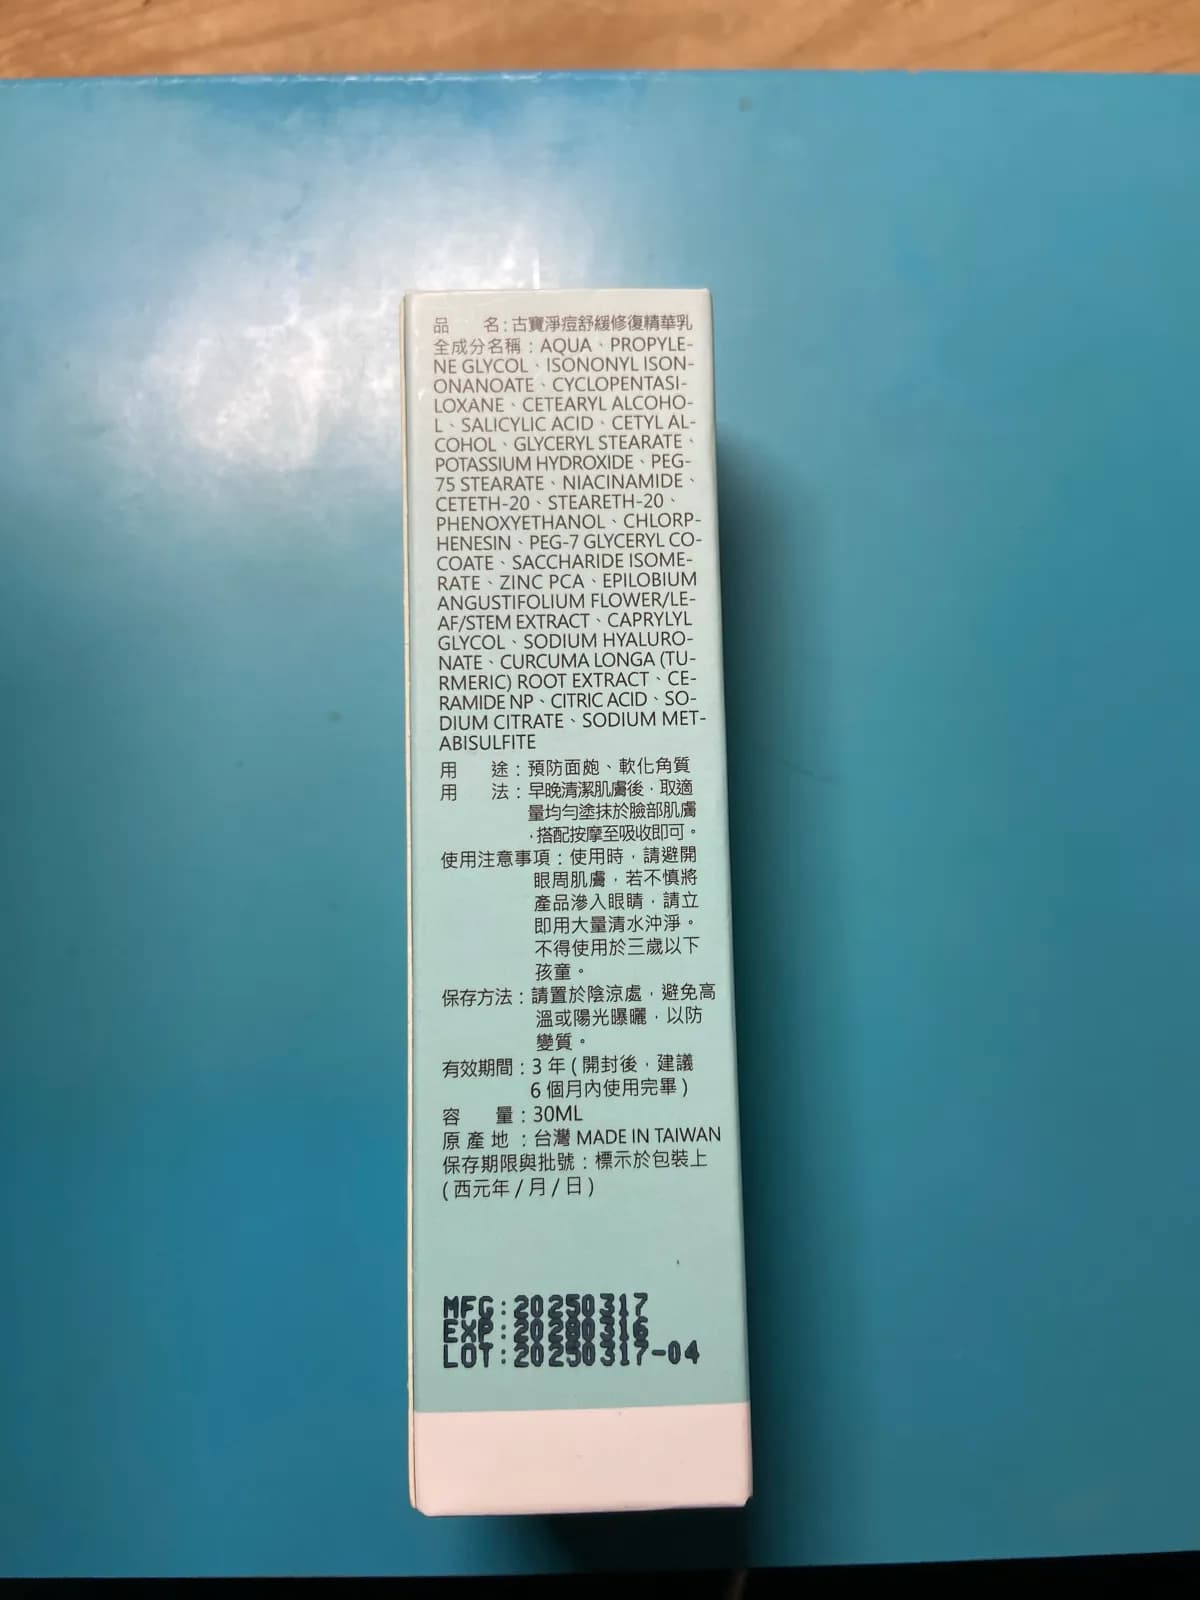 品　　名:古寶淨痘舒緩修復精華乳
全成分名稱：AQUA、PROPYLE-
NE GLYCOL、ISONONYL ISON-
ONANOATE、CYCLOPENTASI-
LOXANE、CETEARYL ALCOHO-
L、SALICYLIC ACID、CETYL AL-
COHOL、GLYCERYL STEARATE、
POTASSIUM HYDROXIDE、PEG-
75 STEARATE、NIACINAMIDE、
CETETH-20、STEARETH-20、
PHENOXYETHANOL、CHLORP-
HENESIN、PEG-7 GLYCERYL CO-
COATE、SACCHARIDE ISOME-
RATE、ZINC PCA、EPILOBIUM
ANGUSTIFOLIUM FLOWER/LE-
AF/STEM EXTRACT、CAPRYLYL
GLYCOL、SODIUM HYALURO-
NATE、CURCUMA LONGA (TU-
RMERIC) ROOT EXTRACT、CE-
RAMIDE NP、CITRIC ACID、SO-
DIUM CITRATE、SODIUM MET-
ABISULFITE
用　　途：預防面皰、軟化角質
用　　法：早晚清潔肌膚後，取適
量均勻塗抹於臉部肌膚
，搭配按摩至吸收即可。
使用注意事項：使用時，請避開
眼周肌膚，若不慎將
產品滲入眼睛，請立
即用大量清水沖淨。
不得使用於三歲以下
孩童。
保存方法：請置於陰涼處，避免高
溫或陽光曝曬，以防
變質。
有效期間：3 年 ( 開封後，建議
6 個月內使用完畢 )
容　　量：30ML
原 產 地 ：台灣 MADE IN TAIWAN
保存期限與批號：標示於包裝上
( 西元年 / 月 / 日 )
MFG:20250317
EXP:20280316
LOT:20250317-04